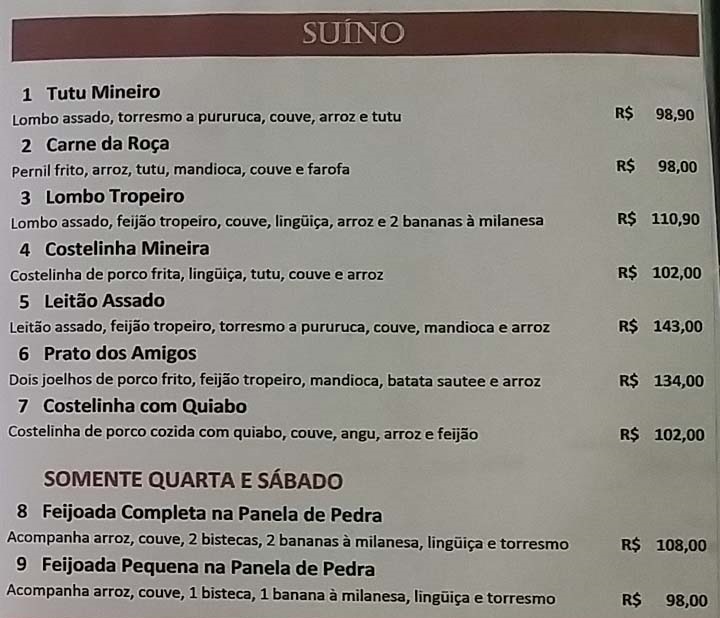 SUÍNO
1 Tutu Mineiro
Lombo assado, torresmo a pururuca, couve, arroz e tutu R$ 98,90
2 Carne da Roça
Pernil frito, arroz, tutu, mandioca, couve e farofa R$ 98,00
3 Lombo Tropeiro
Lombo assado, feijão tropeiro, couve, lingüiça, arroz e 2 bananas à milanesa R$ 110,90
4 Costelinha Mineira
Costelinha de porco frita, lingüiça, tutu, couve e arroz R$ 102,00
5 Leitão Assado
Leitão assado, feijão tropeiro, torresmo a pururuca, couve, mandioca e arroz R$ 143,00
6 Prato dos Amigos
Dois joelhos de porco frito, feijão tropeiro, mandioca, batata sautee e arroz R$ 134,00
7 Costelinha com Quiabo
Costelinha de porco cozida com quiabo, couve, angu, arroz e feijão R$ 102,00
SOMENTE QUARTA E SÁBADO
8 Feijoada Completa na Panela de Pedra
Acompanha arroz, couve, 2 bistecas, 2 bananas à milanesa, lingüiça e torresmo R$ 108,00
9 Feijoada Pequena na Panela de Pedra
Acompanha arroz, couve, 1 bisteca, 1 banana à milanesa, lingüiça e torresmo R$ 98,00